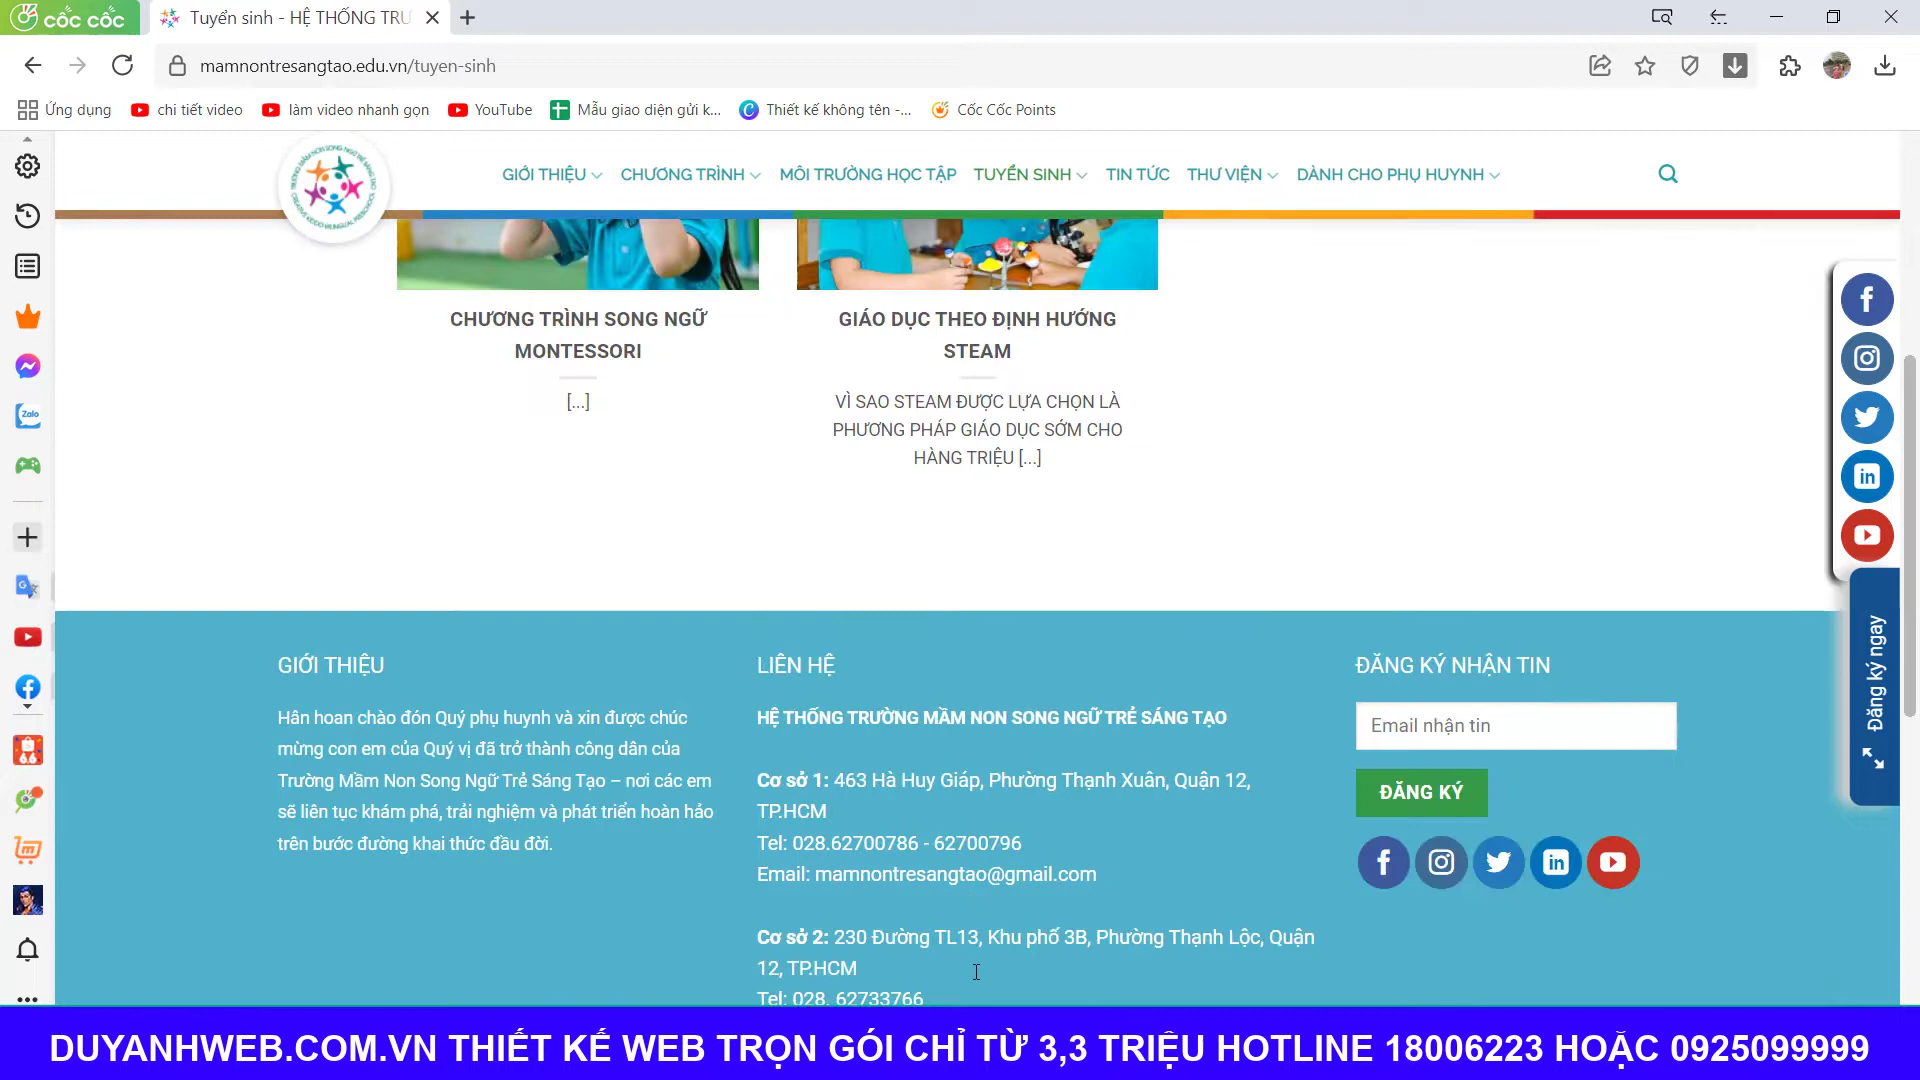 cốc cốc
Tuyển sinh - HỆ THỐNG TRƯ
mamnontresangtao.edu.vn/tuyen-sinh
Ứng dụng
chi tiết video
làm video nhanh gọn
YouTube
Mẫu giao diện gửi k...
Thiết kế không tên -...
Cốc Cốc Points
GIỚI THIỆU
CHƯƠNG TRÌNH
MÔI TRƯỜNG HỌC TẬP
TUYỂN SINH
TIN TỨC
THƯ VIỆN
DÀNH CHO PHỤ HUYNH
CHƯƠNG TRÌNH SONG NGỮ
MONTESSORI
[...]
GIÁO DỤC THEO ĐỊNH HƯỚNG
STEAM
VÌ SAO STEAM ĐƯỢC LỰA CHỌN LÀ
PHƯƠNG PHÁP GIÁO DỤC SỚM CHO
HÀNG TRIỆU [...]
Zalo
Đăng ký ngay
GIỚI THIỆU
Hân hoan chào đón Quý phụ huynh và xin được chúc
mừng con em của Quý vị đã trở thành công dân của
Trường Mầm Non Song Ngữ Trẻ Sáng Tạo – nơi các em
sẽ liên tục khám phá, trải nghiệm và phát triển hoàn hảo
trên bước đường khai thức đầu đời.
LIÊN HỆ
HỆ THỐNG TRƯỜNG MẦM NON SONG NGỮ TRẺ SÁNG TẠO
Cơ sở 1: 463 Hà Huy Giáp, Phường Thạnh Xuân, Quận 12,
TP.HCM
Tel: 028.62700786 - 62700796
Email: mamnontresangtao@gmail.com
Cơ sở 2: 230 Đường TL13, Khu phố 3B, Phường Thạnh Lộc, Quận
12, TP.HCM
Tel: 028. 62733766
ĐĂNG KÝ NHẬN TIN
Email nhận tin
ĐĂNG KÝ
DUYANHWEB.COM.VN THIẾT KẾ WEB TRỌN GÓI CHỈ TỪ 3,3 TRIỆU HOTLINE 18006223 HOẶC 0925099999